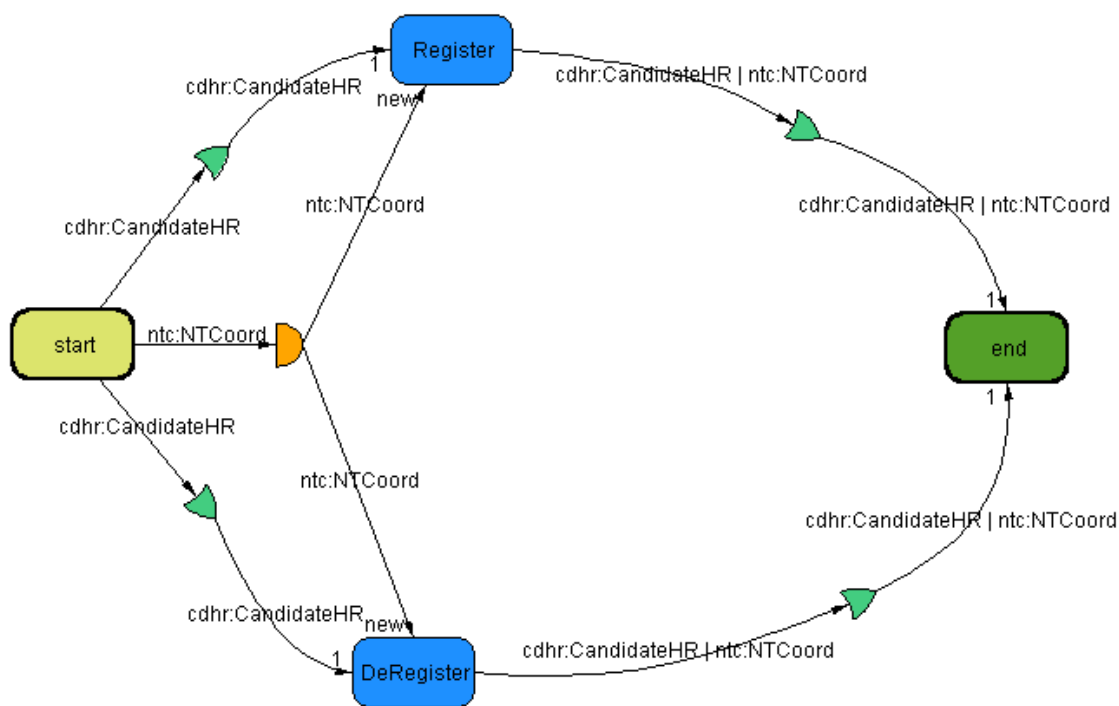 Register
1
cdhr:CandidateHR | ntc:NTCoord
cdhr:CandidateHR
new
ntc:NTCoord
cdhr:CandidateHR | ntc:NTCoord
cdhr:CandidateHR
1
start
ntc:NTCoord
end
1
cdhr:CandidateHR
ntc:NTCoord
cdhr:CandidateHR | ntc:NTCoord
cdhr:CandidateHR
new
cdhr:CandidateHR | ntc:NTCoord
1
DeRegister